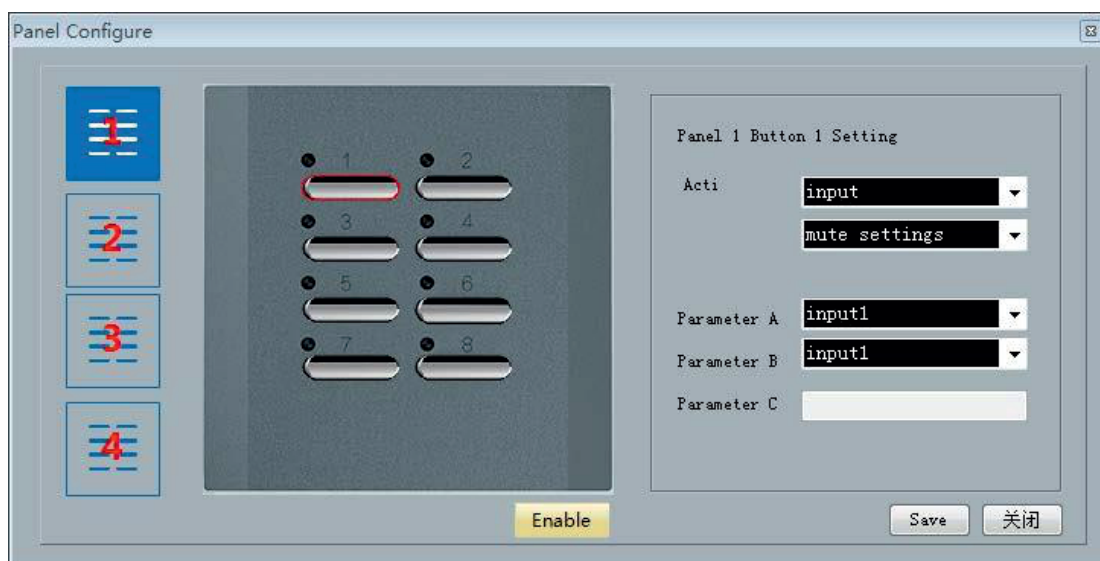 Panel Configure
1
2
3
4
1 2
3 4
5 6
7 8
Panel 1 Button 1 Setting
Acti input
mute settings
Parameter A input1
Parameter B input1
Parameter C
Enable
Save 关闭